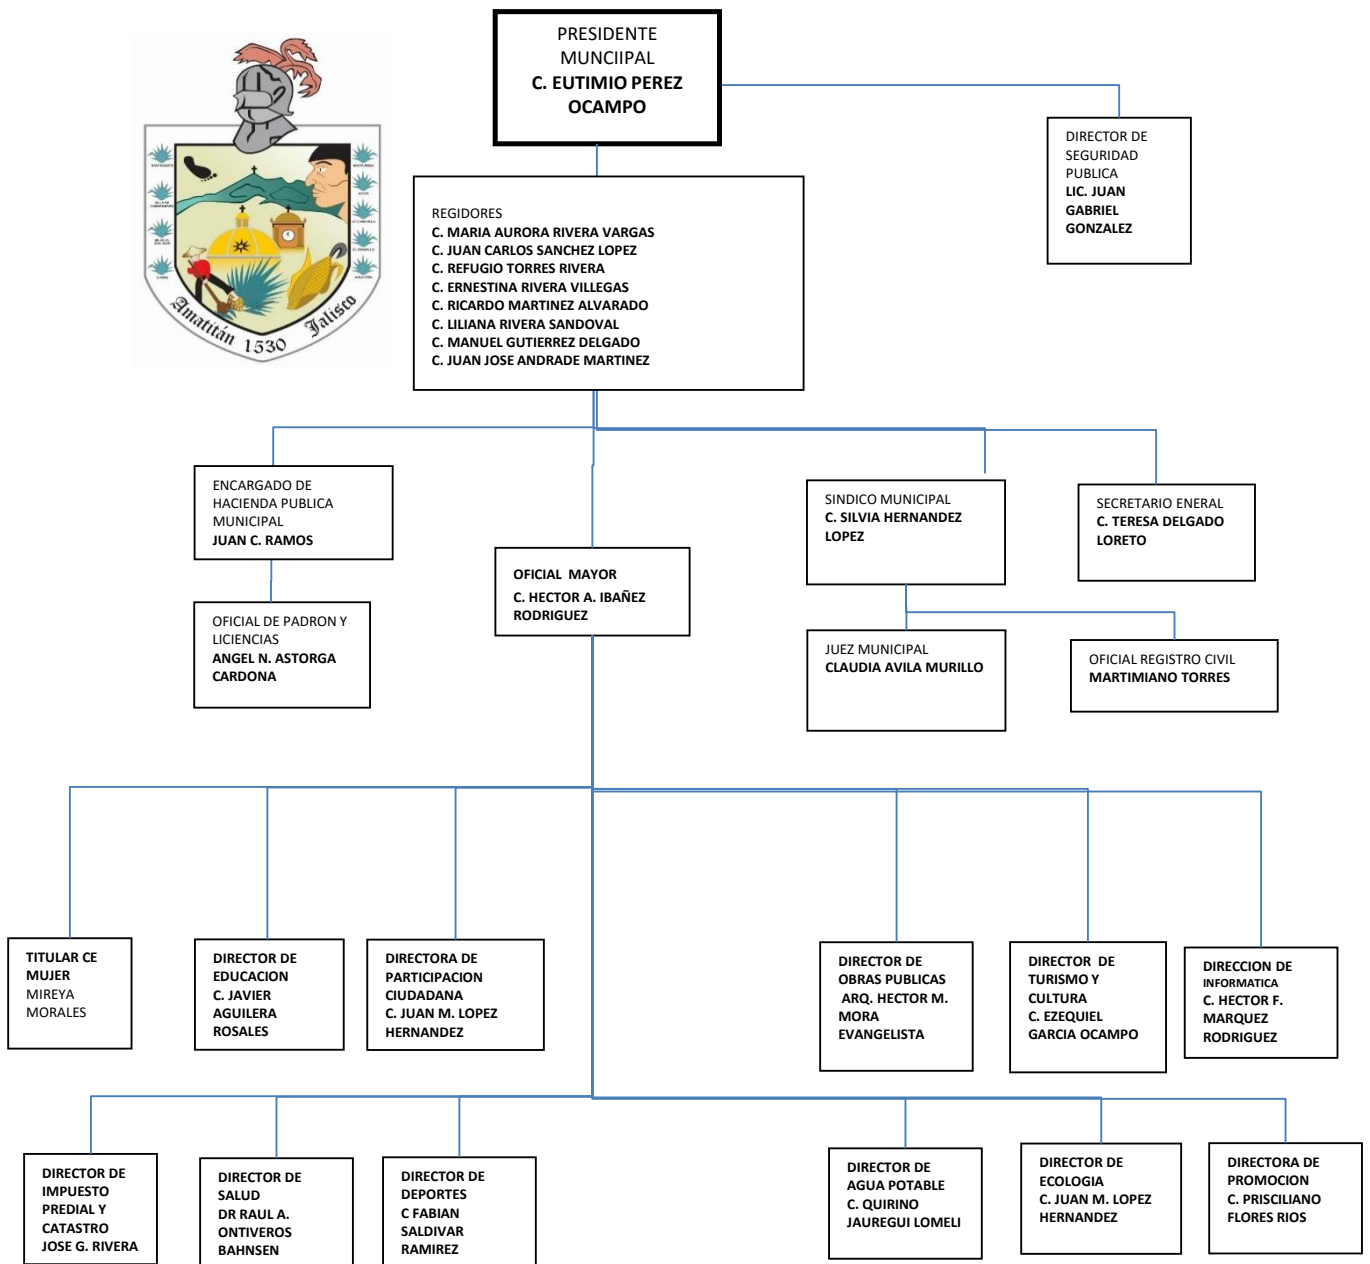 PRESIDENTE
MUNCIIPAL
C. EUTIMIO PEREZ
OCAMPO
DIRECTOR DE
SEGURIDAD
PUBLICA
LIC. JUAN
GABRIEL
GONZALEZ
REGIDORES
C. MARIA AURORA RIVERA VARGAS
C. JUAN CARLOS SANCHEZ LOPEZ
C. REFUGIO TORRES RIVERA
C. ERNESTINA RIVERA VILLEGAS
C. RICARDO MARTINEZ ALVARADO
C. LILIANA RIVERA SANDOVAL
C. MANUEL GUTIERREZ DELGADO
C. JUAN JOSE ANDRADE MARTINEZ
Amatitán 1530 Jalisco
ENCARGADO DE
HACIENDA PUBLICA
MUNICIPAL
JUAN C. RAMOS
OFICIAL MAYOR
C. HECTOR A. IBAÑEZ
RODRIGUEZ
SINDICO MUNICIPAL
C. SILVIA HERNANDEZ
LOPEZ
SECRETARIO ENERAL
C. TERESA DELGADO
LORETO
OFICIAL DE PADRON Y
LICIENCIAS
ANGEL N. ASTORGA
CARDONA
JUEZ MUNICIPAL
CLAUDIA AVILA MURILLO
OFICIAL REGISTRO CIVIL
MARTIMIANO TORRES
TITULAR CE
MUJER
MIREYA
MORALES
DIRECTOR DE
EDUCACION
C. JAVIER
AGUILERA
ROSALES
DIRECTORA DE
PARTICIPACION
CIUDADANA
C. JUAN M. LOPEZ
HERNANDEZ
DIRECTOR DE
OBRAS PUBLICAS
ARQ. HECTOR M.
MORA
EVANGELISTA
DIRECTOR DE
TURISMO Y
CULTURA
C. EZEQUIEL
GARCIA OCAMPO
DIRECCION DE
INFORMATICA
C. HECTOR F.
MARQUEZ
RODRIGUEZ
DIRECTOR DE
IMPUESTO
PREDIAL Y
CATASTRO
JOSE G. RIVERA
DIRECTOR DE
SALUD
DR RAUL A.
ONTIVEROS
BAHNSEN
DIRECTOR DE
DEPORTES
C FABIAN
SALDIVAR
RAMIREZ
DIRECTOR DE
AGUA POTABLE
C. QUIRINO
JAUREGUI LOMELI
DIRECTOR DE
ECOLOGIA
C. JUAN M. LOPEZ
HERNANDEZ
DIRECTORA DE
PROMOCION
C. PRISCILIANO
FLORES RIOS